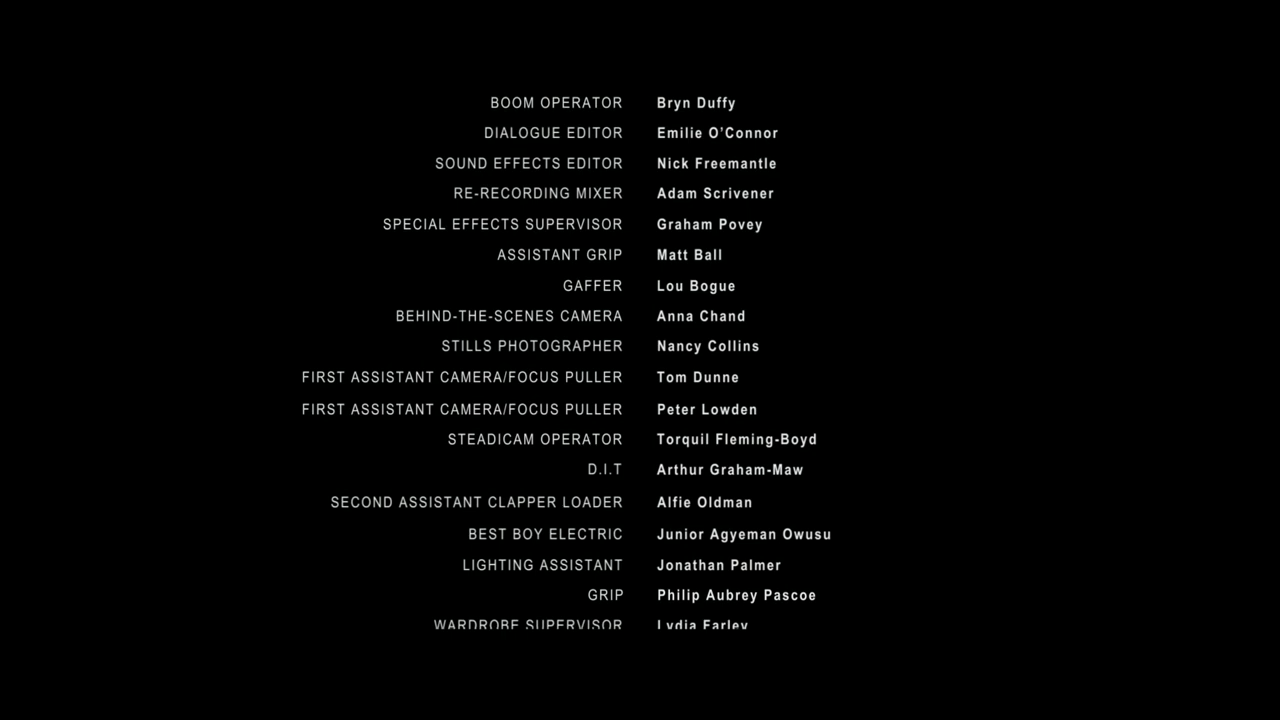 BOOM OPERATOR Bryn Duffy
DIALOGUE EDITOR Emilie O’Connor
SOUND EFFECTS EDITOR Nick Freemantle
RE-RECORDING MIXER Adam Scrivener
SPECIAL EFFECTS SUPERVISOR Graham Povey
ASSISTANT GRIP Matt Ball
GAFFER Lou Bogue
BEHIND-THE-SCENES CAMERA Anna Chand
STILLS PHOTOGRAPHER Nancy Collins
FIRST ASSISTANT CAMERA/FOCUS PULLER Tom Dunne
FIRST ASSISTANT CAMERA/FOCUS PULLER Peter Lowden
STEADICAM OPERATOR Torquil Fleming-Boyd
D.I.T Arthur Graham-Maw
SECOND ASSISTANT CLAPPER LOADER Alfie Oldman
BEST BOY ELECTRIC Junior Agyeman Owusu
LIGHTING ASSISTANT Jonathan Palmer
GRIP Philip Aubrey Pascoe
WARDROBE SUPERVISOR Lydia Farley